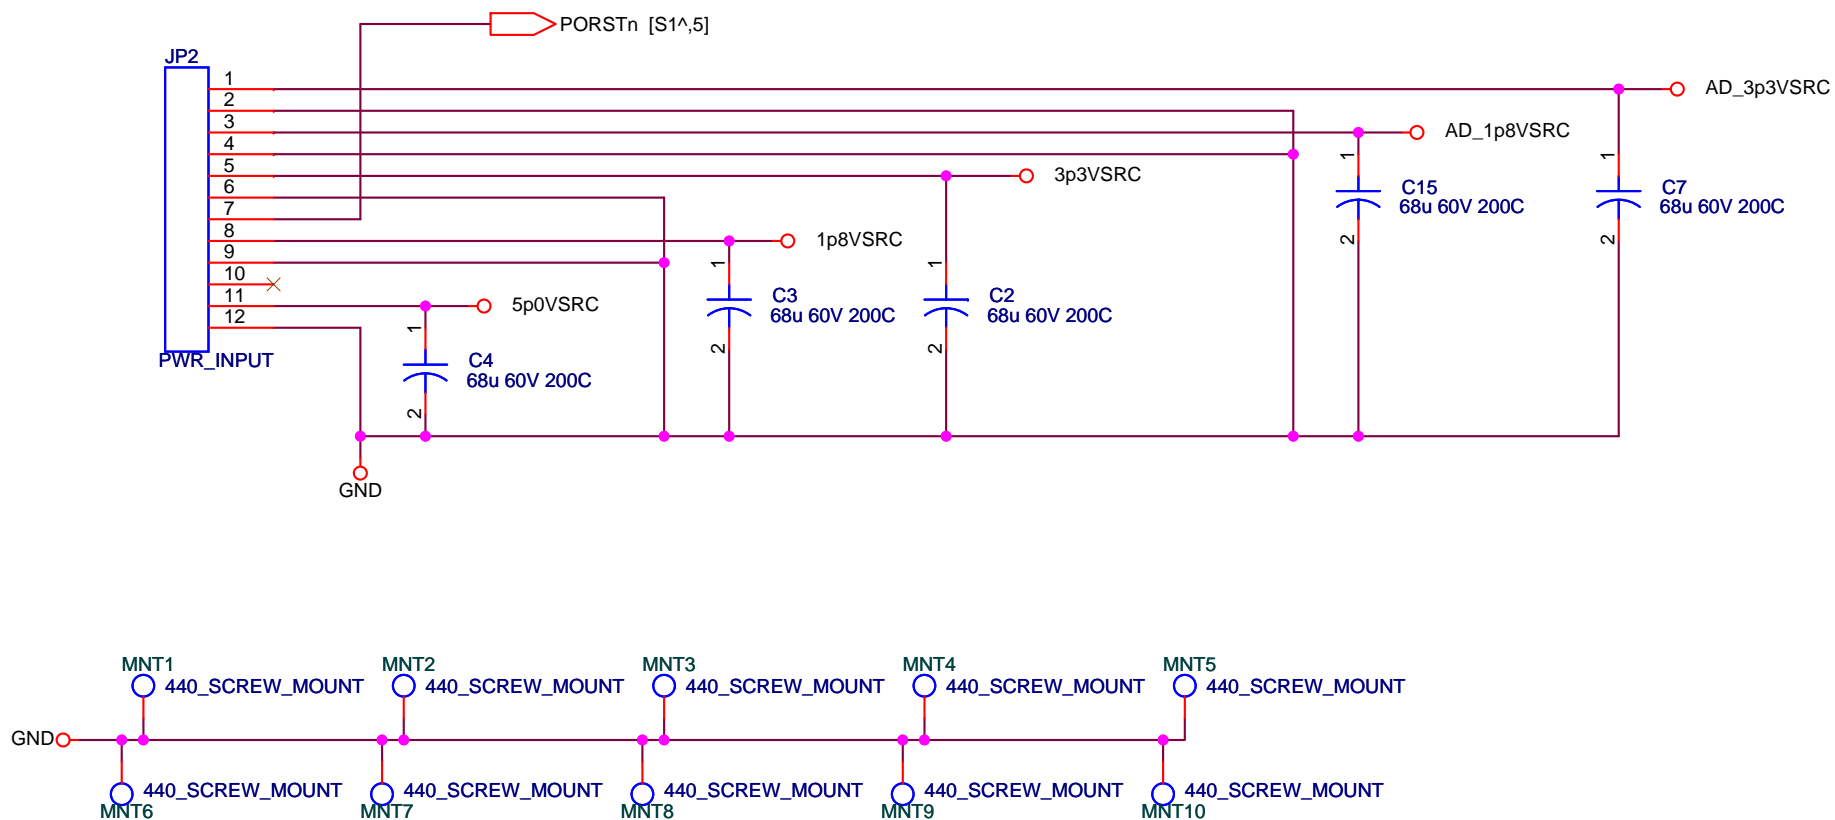 PORSTn [S1^,5]
JP2
1
AD_3p3VSRC
2
3
AD_1p8VSRC
4
5
3p3VSRC
6
7
8
1p8VSRC
9
10
11
5p0VSRC
12
PWR_INPUT
1
C15
68u 60V 200C
2
1
C7
68u 60V 200C
2
1
C3
68u 60V 200C
2
1
C2
68u 60V 200C
2
1
C4
68u 60V 200C
2
GND
MNT1
440_SCREW_MOUNT
MNT2
440_SCREW_MOUNT
MNT3
440_SCREW_MOUNT
MNT4
440_SCREW_MOUNT
MNT5
440_SCREW_MOUNT
GND
440_SCREW_MOUNT
MNT6
440_SCREW_MOUNT
MNT7
440_SCREW_MOUNT
MNT8
440_SCREW_MOUNT
MNT9
440_SCREW_MOUNT
MNT10